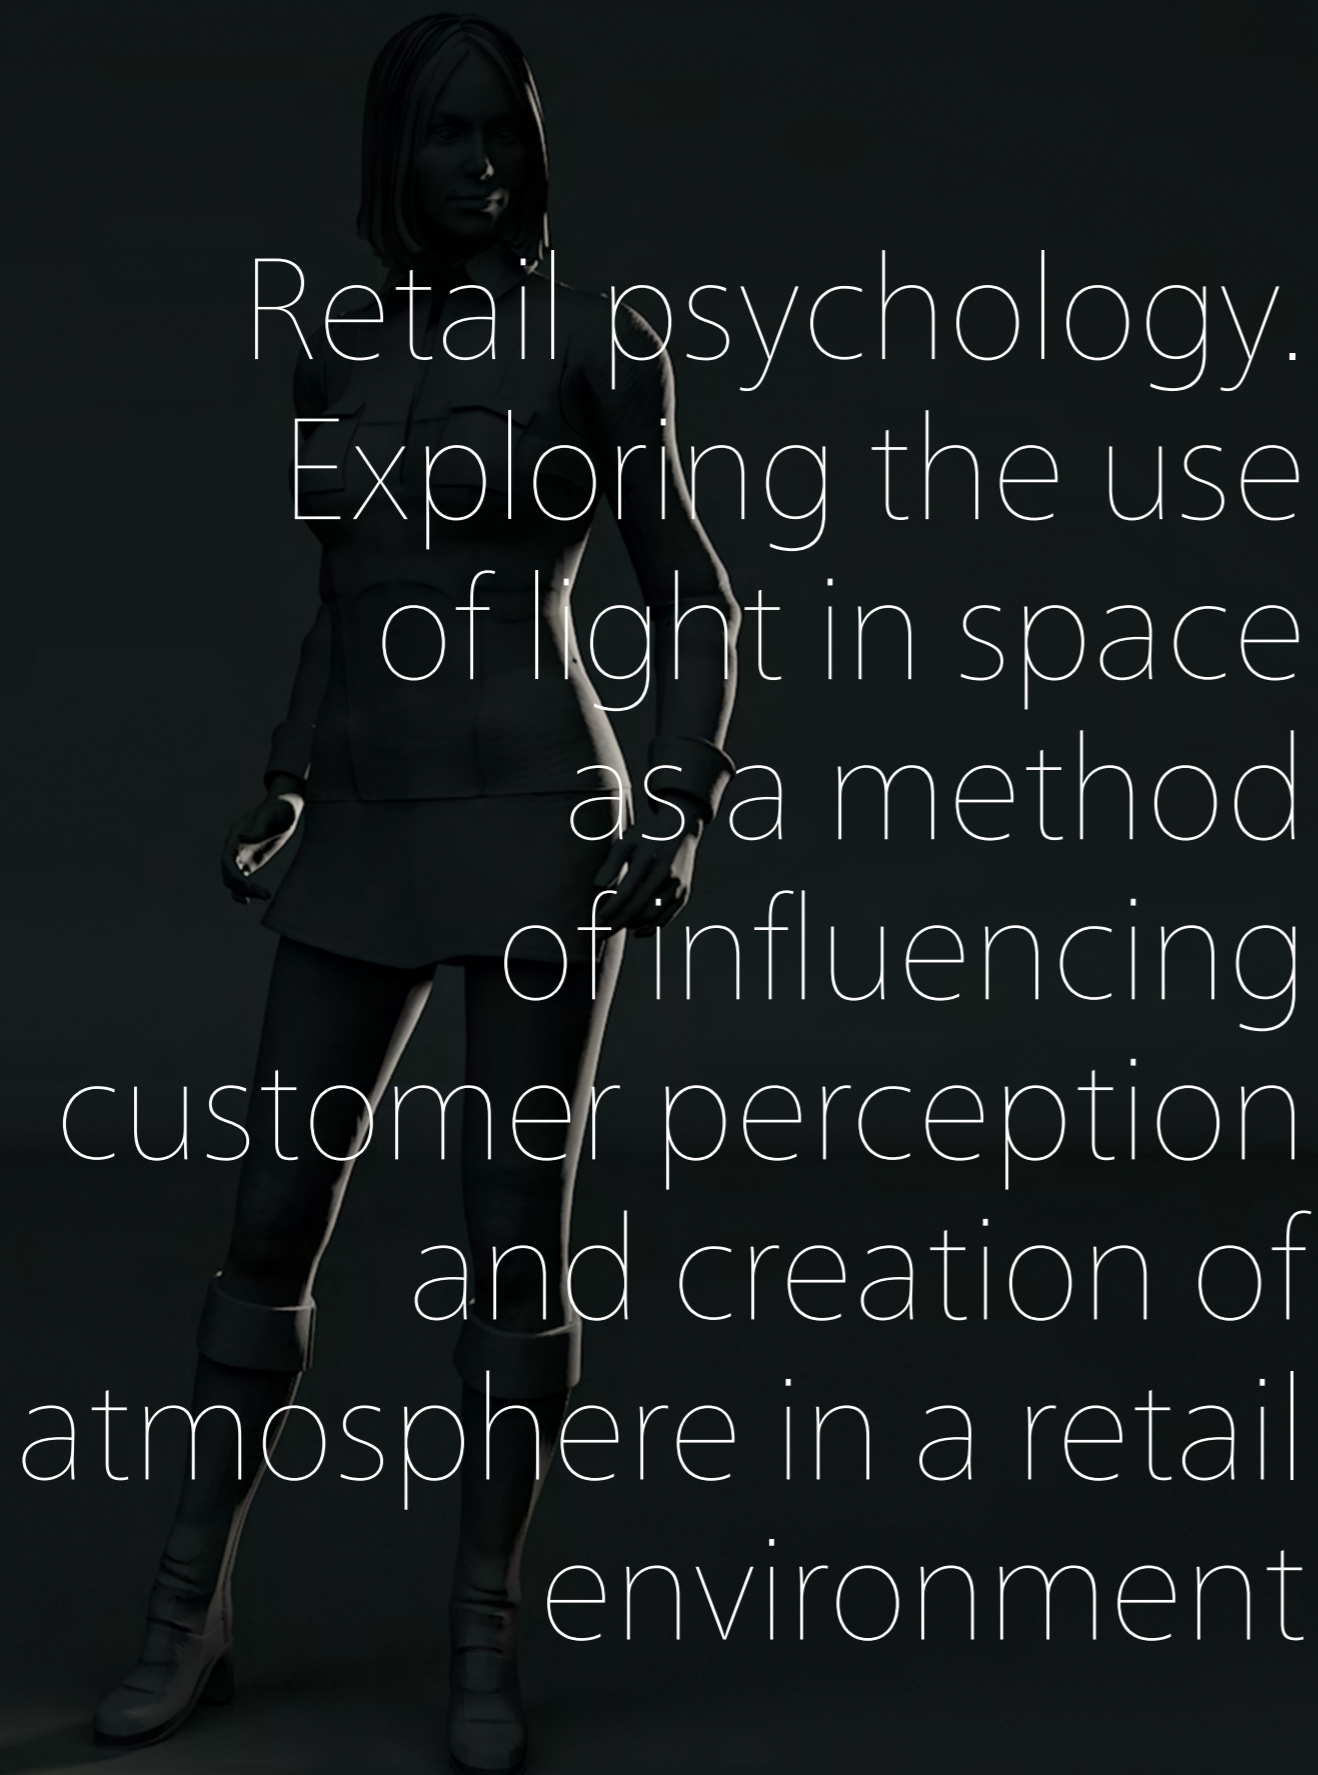 Retail psychology.
Exploring the use
of light in space
as a method
of influencing
customer perception
and creation of
atmosphere in a retail
environment